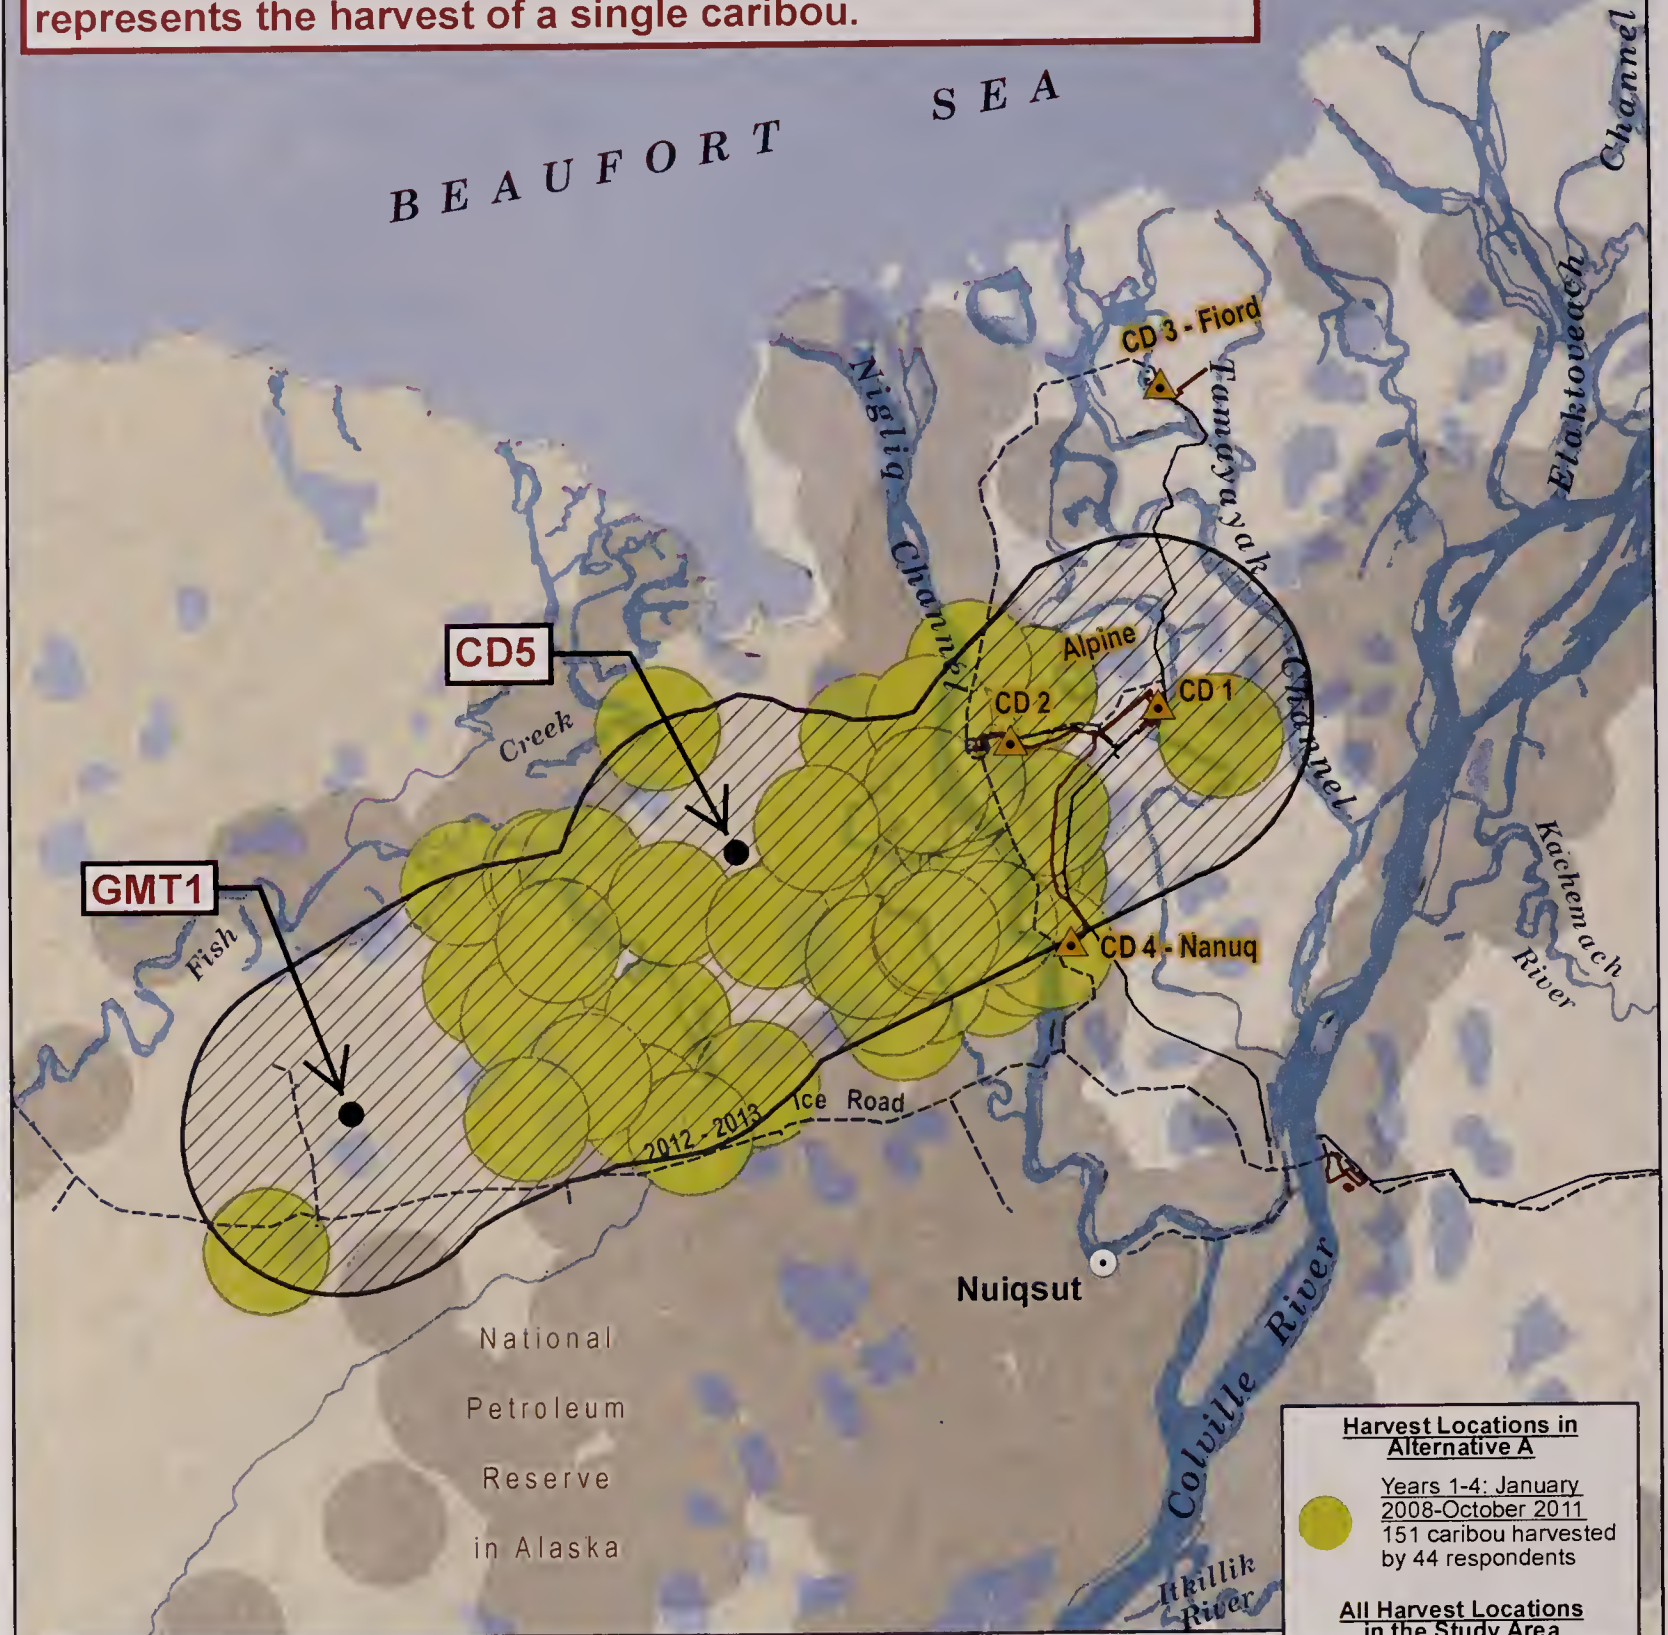 represents the harvest of a single caribou.
BEAUFORT SEA
Channel
CD 3 - Fiord
Nigliq Channel
Tamayayak Channel
Elaktoveach
CD5
Alpine
CD 2
CD 1
Creek
GMT1
Fish
Kachemach
River
CD 4 - Nanuq
2012 - 2013 Ice Road
Nuiqsut
Colville River
National
Petroleum
Reserve
in Alaska
Itkillik
River
Harvest Locations in
Alternative A
Years 1-4: January
2008-October 2011
151 caribou harvested
by 44 respondents
All Harvest Locations
in the Study Area